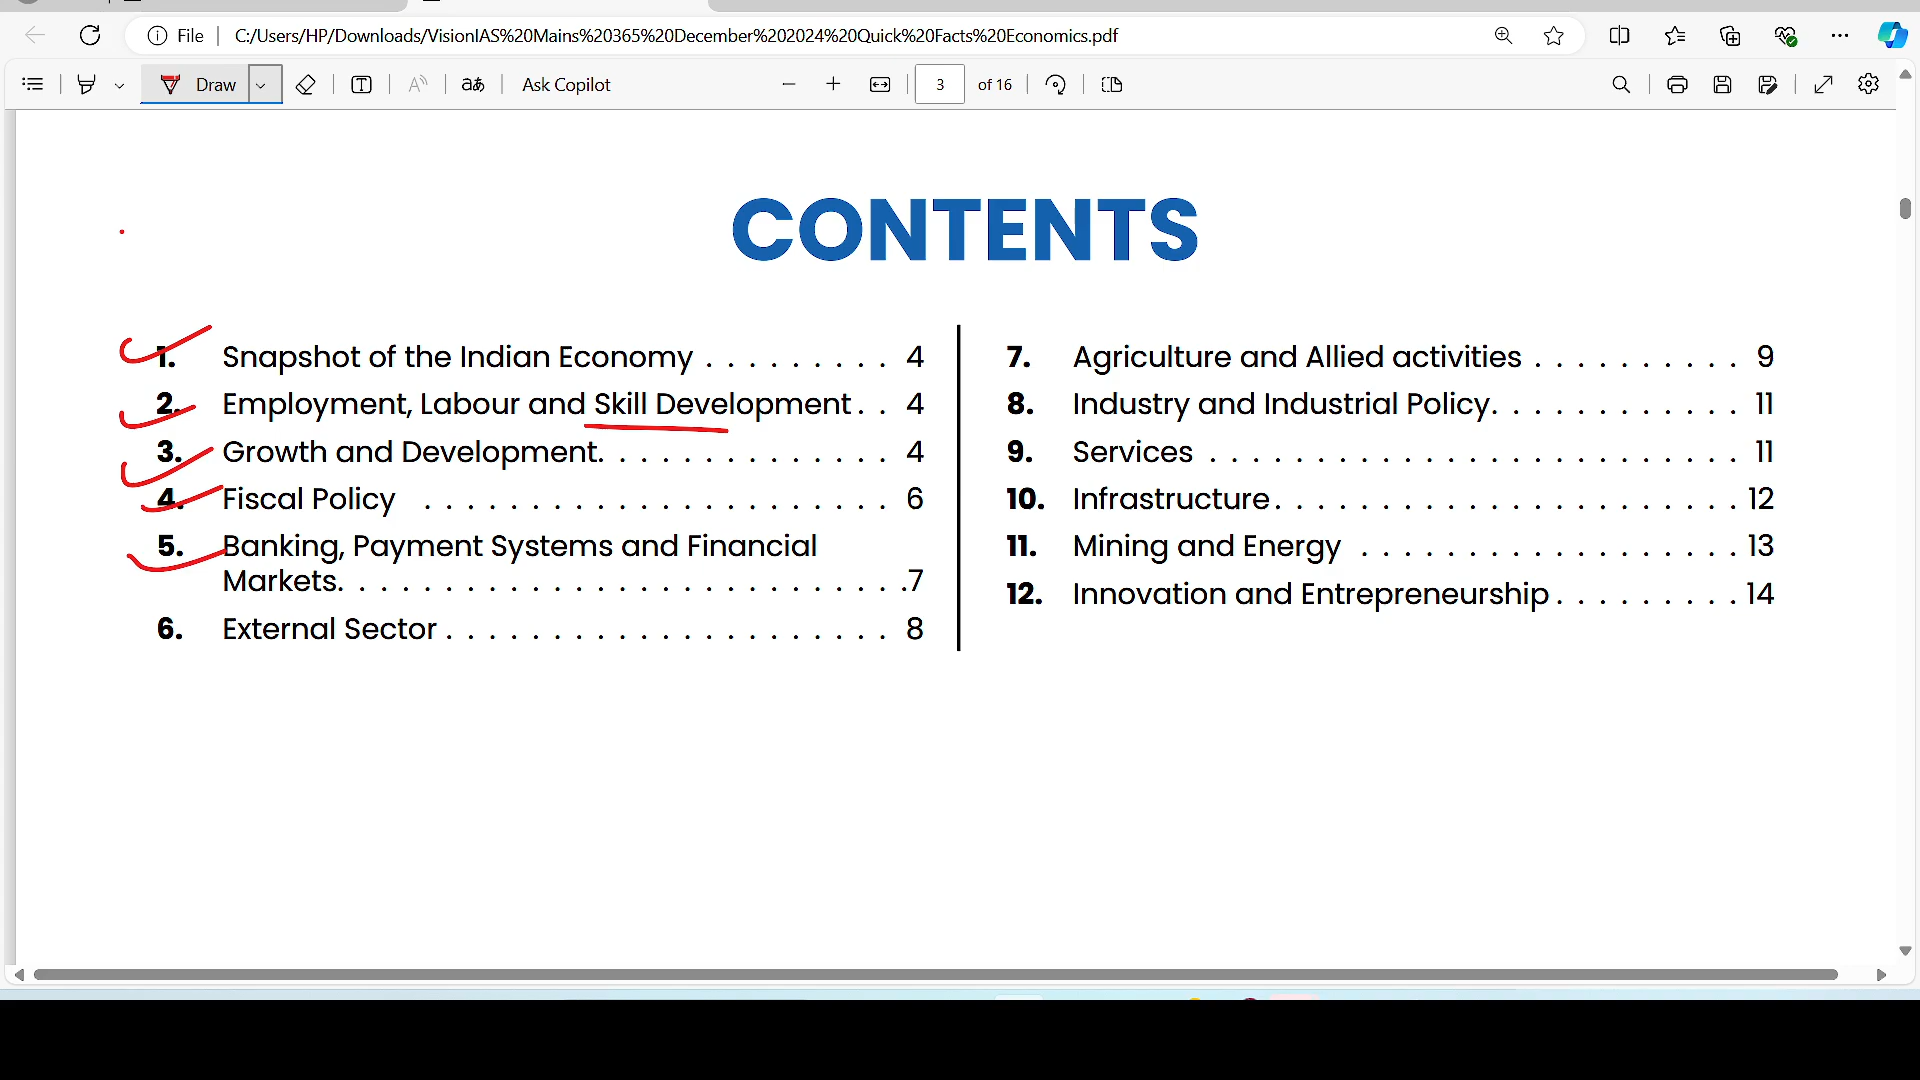 File
C:/Users/HP/Downloads/VisionIAS%20Mains%20365%20December%202024%20Quick%20Facts%20Economics.pdf
Draw
Ask Copilot
3 of 16
CONTENTS
1. Snapshot of the Indian Economy . . . . . . . . . 4
2. Employment, Labour and Skill Development . . 4
3. Growth and Development. . . . . . . . . . . . . . 4
4. Fiscal Policy . . . . . . . . . . . . . . . . . . . . . . 6
5. Banking, Payment Systems and Financial
Markets. . . . . . . . . . . . . . . . . . . . . . . . . . .7
6. External Sector . . . . . . . . . . . . . . . . . . . . . 8
7. Agriculture and Allied activities . . . . . . . . . . 9
8. Industry and Industrial Policy. . . . . . . . . . . . 11
9. Services . . . . . . . . . . . . . . . . . . . . . . . . . 11
10. Infrastructure. . . . . . . . . . . . . . . . . . . . . . 12
11. Mining and Energy . . . . . . . . . . . . . . . . . . 13
12. Innovation and Entrepreneurship . . . . . . . . . 14